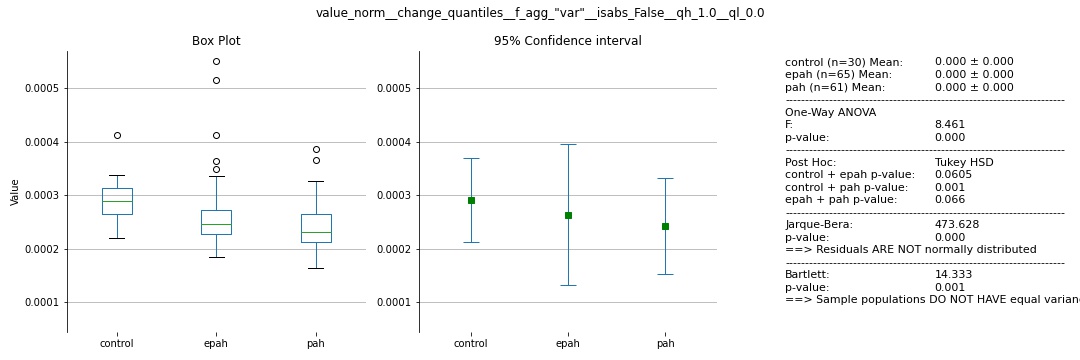 value_norm__change_quantiles__f_agg_"var"__isabs_False__qh_1.0__ql_0.0
Box Plot
Value
0.0005
0.0004
0.0003
0.0002
0.0001
control epah pah
95% Confidence interval
0.0005
0.0004
0.0003
0.0002
0.0001
control epah pah
control (n=30) Mean: 0.000 ± 0.000
epah (n=65) Mean: 0.000 ± 0.000
pah (n=61) Mean: 0.000 ± 0.000
One-Way ANOVA
F: 8.461
p-value: 0.000
Post Hoc: Tukey HSD
control + epah p-value: 0.0605
control + pah p-value: 0.001
epah + pah p-value: 0.066
Jarque-Bera: 473.628
p-value: 0.000
==> Residuals ARE NOT normally distributed
Bartlett: 14.333
p-value: 0.001
==> Sample populations DO NOT HAVE equal varian